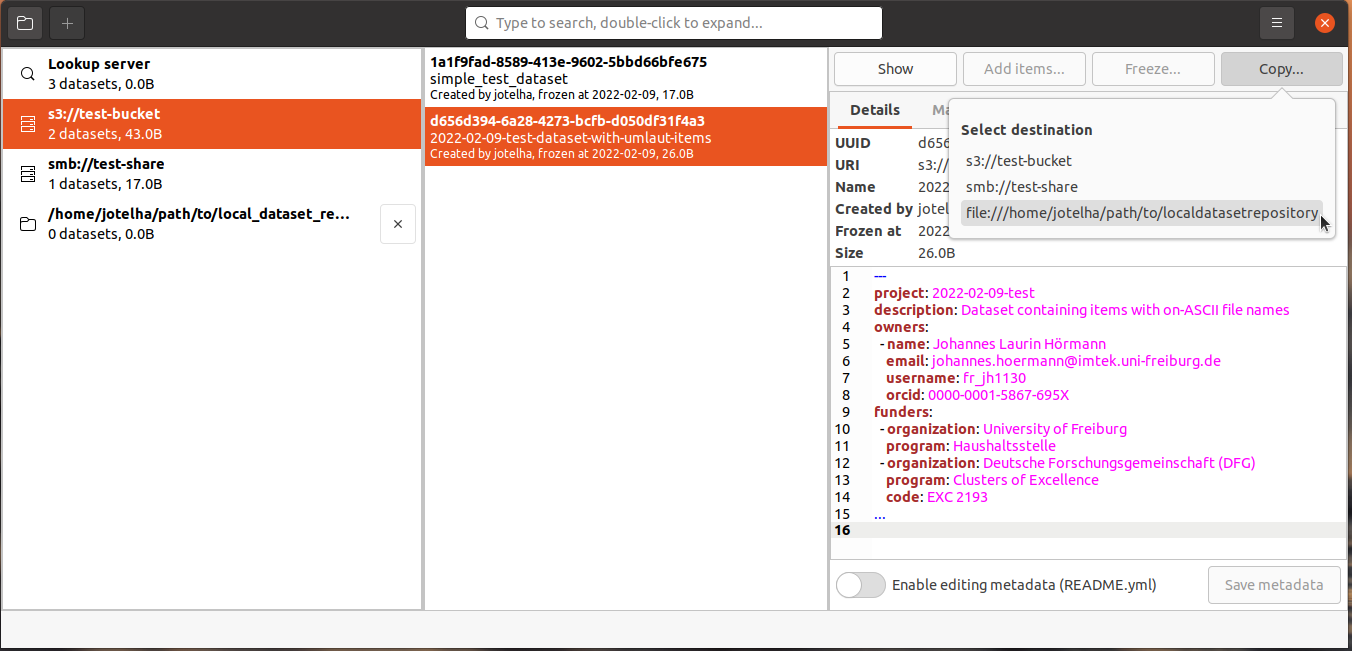 Type to search, double-click to expand...
Lookup server
3 datasets, 0.0B
s3://test-bucket
2 datasets, 43.0B
smb://test-share
1 datasets, 17.0B
/home/jotelha/path/to/local_dataset_re...
0 datasets, 0.0B
1a1f9fad-8589-413e-9602-5bbd66bfe675
simple_test_dataset
Created by jotelha, frozen at 2022-02-09, 17.0B
d656d394-6a28-4273-bcfb-d050df31f4a3
2022-02-09-test-dataset-with-umlaut-items
Created by jotelha, frozen at 2022-02-09, 26.0B
Show Add items... Freeze... Copy...
Details Ma
Select destination
s3://test-bucket
smb://test-share
file:///home/jotelha/path/to/localdatasetrepository
UUID d656
URI s3://
Name 2022
Created by jotel
Frozen at 2022
Size 26.0B
1 ---
2 project: 2022-02-09-test
3 description: Dataset containing items with on-ASCII file names
4 owners:
5 - name: Johannes Laurin Hörmann
6 email: johannes.hoermann@imtek.uni-freiburg.de
7 username: fr_jh1130
8 orcid: 0000-0001-5867-695X
9 funders:
10 - organization: University of Freiburg
11 program: Haushaltsstelle
12 - organization: Deutsche Forschungsgemeinschaft (DFG)
13 program: Clusters of Excellence
14 code: EXC 2193
15 ...
16
Enable editing metadata (README.yml) Save metadata